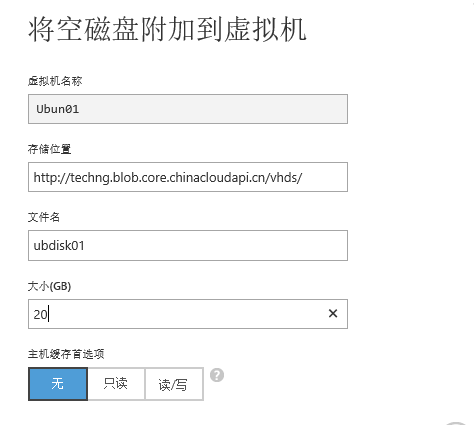 将空磁盘附加到虚拟机
虚拟机名称
Ubun01
存储位置
http://techng.blob.core.chinacloudapi.cn/vhds/
文件名
ubdisk01
大小(GB)
20
主机缓存首选项
无 只读 读/写 ?